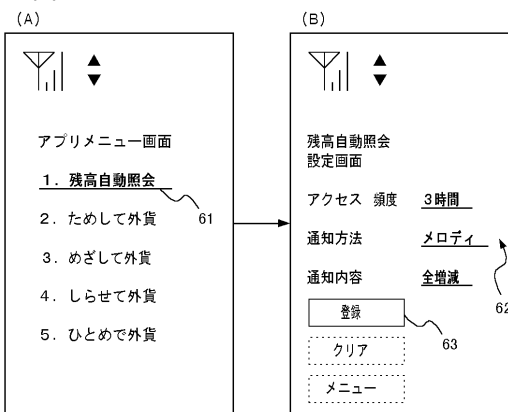 (A)
アプリメニュー画面
1. 残高自動照会
61
2. ためして外貨
3. めざして外貨
4. しらせて外貨
5. ひとめで外貨
(B)
残高自動照会
設定画面
アクセス 頻度 3時間
通知方法 メロディ
通知内容 全増減
62
登録
63
クリア
メニュー